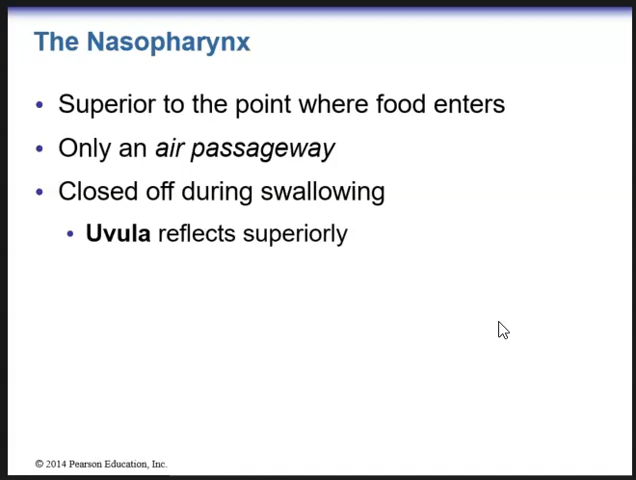 The Nasopharynx
• Superior to the point where food enters
• Only an air passageway
• Closed off during swallowing
• Uvula reflects superiorly
© 2014 Pearson Education, Inc.